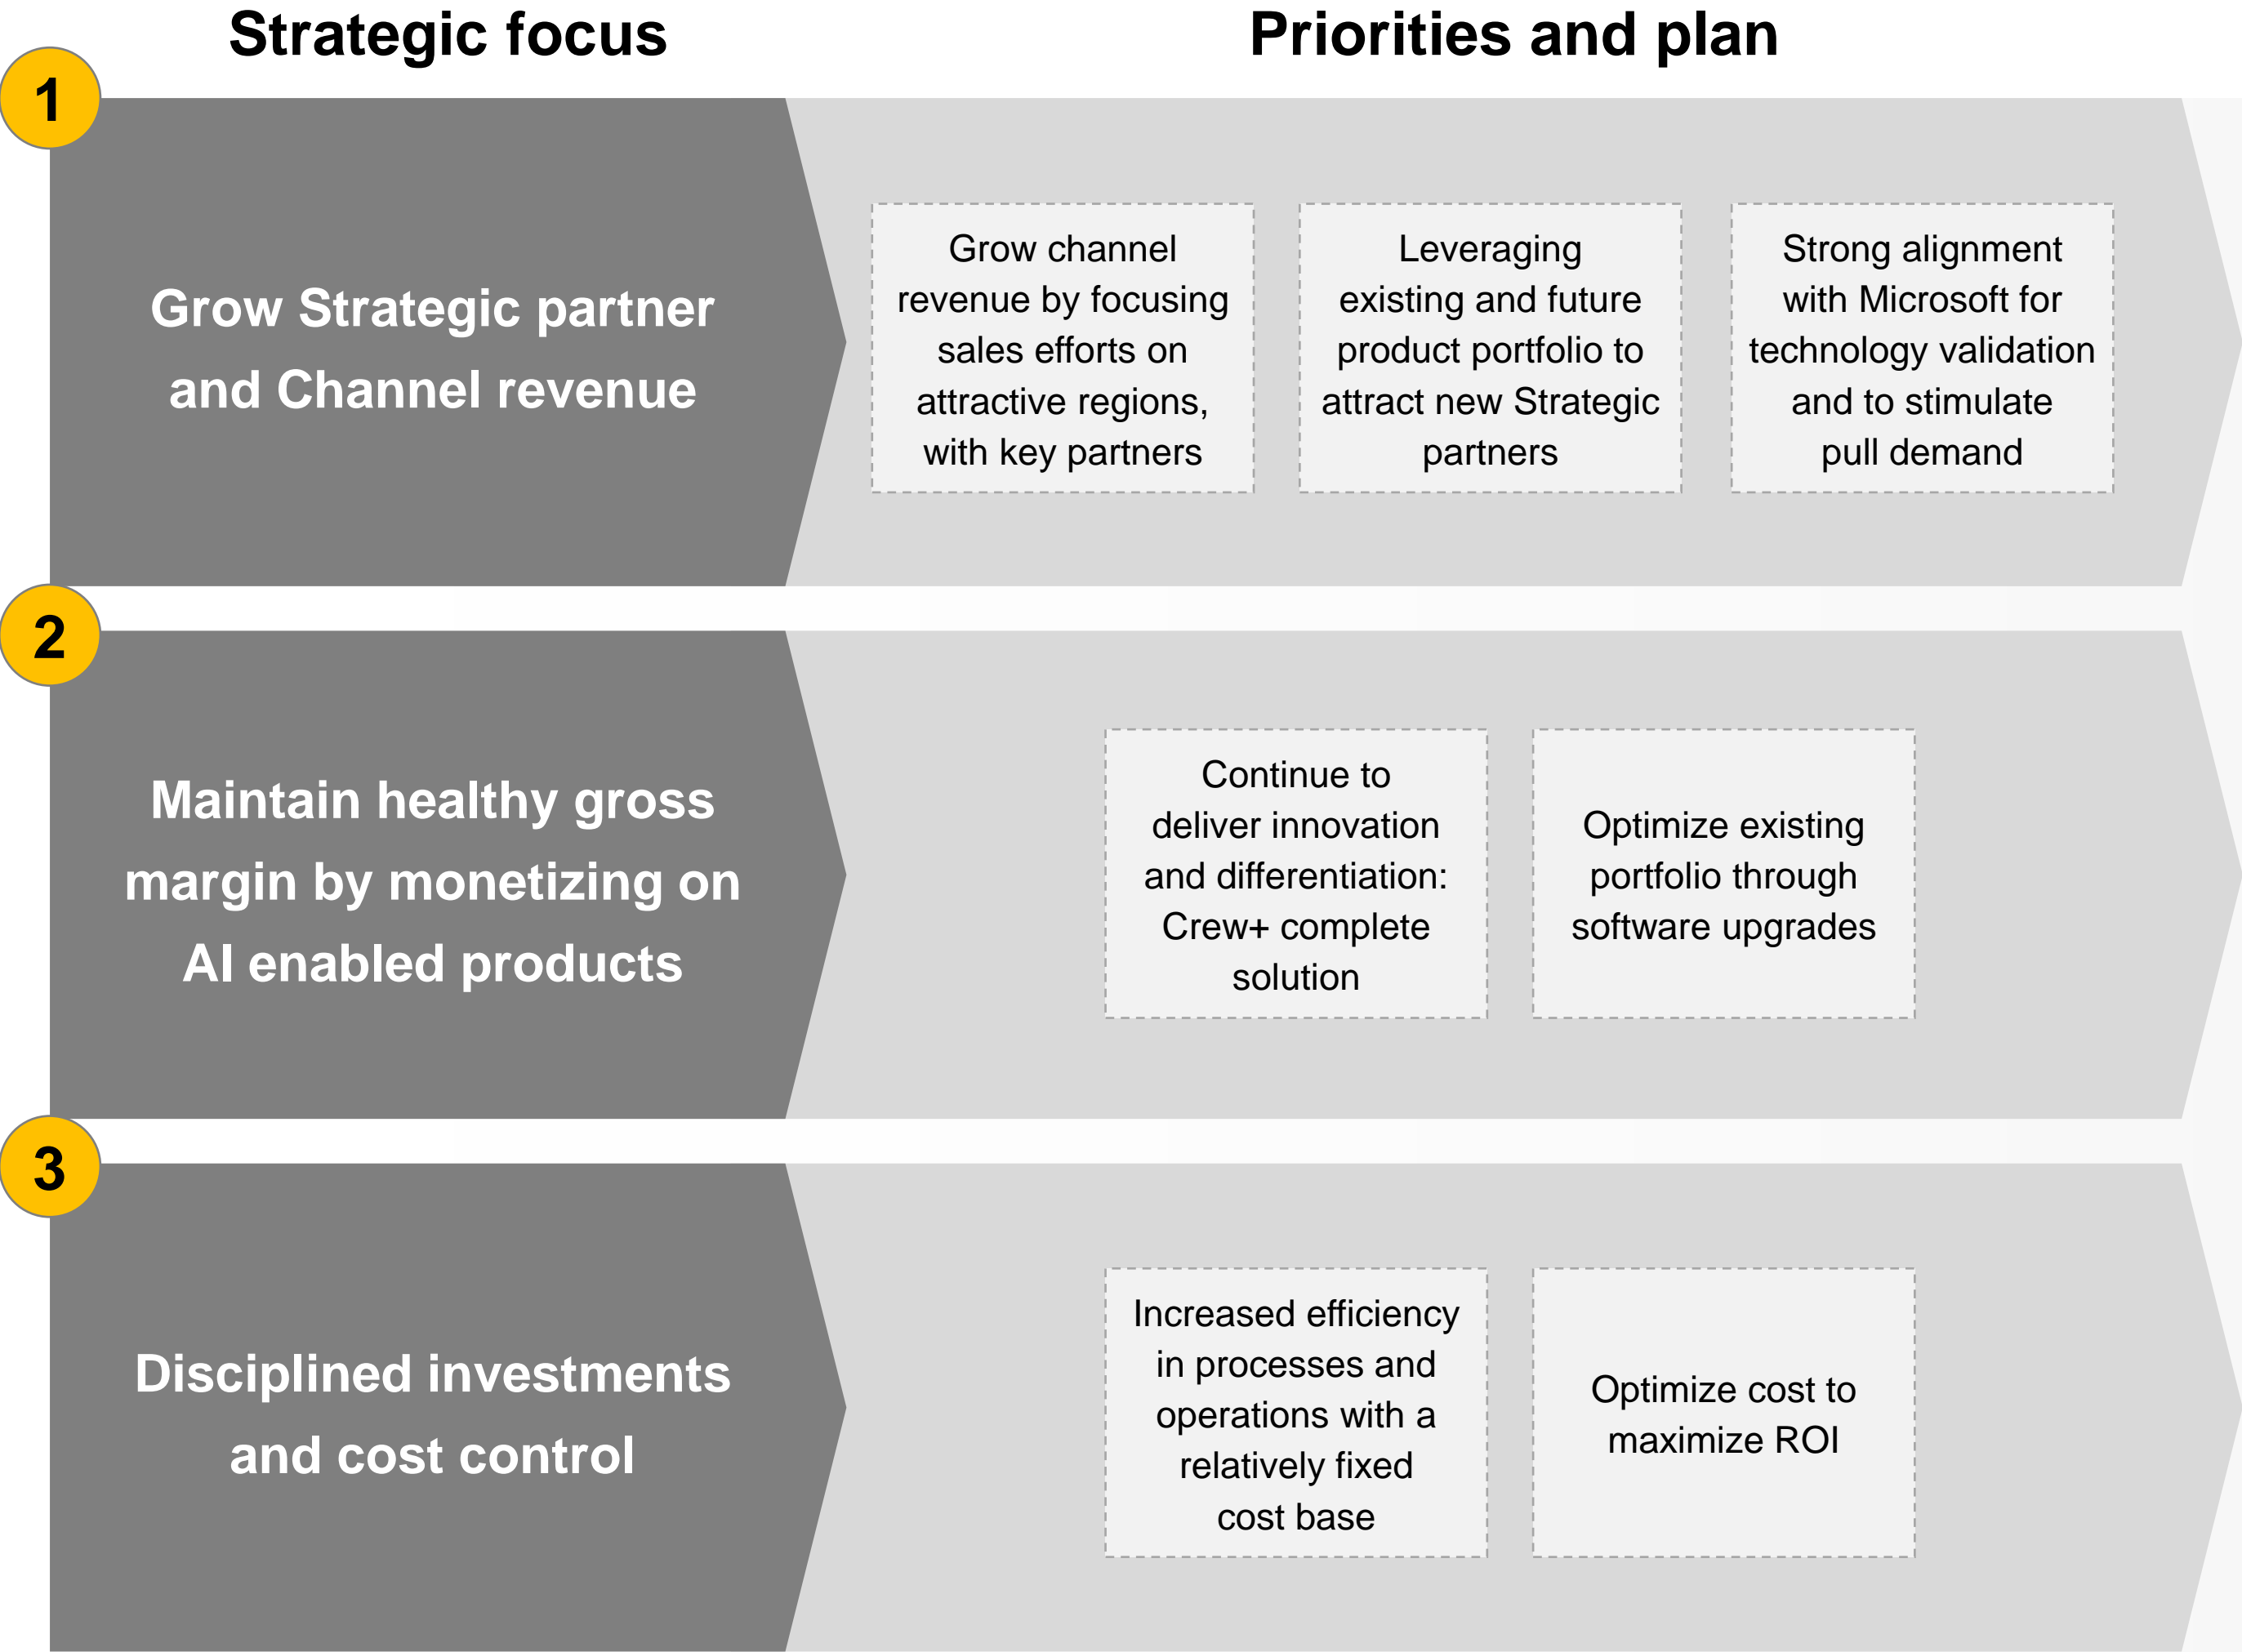 Strategic focus
Priorities and plan
1
Grow Strategic partner
and Channel revenue
Grow channel
revenue by focusing
sales efforts on
attractive regions,
with key partners
Leveraging
existing and future
product portfolio to
attract new Strategic
partners
Strong alignment
with Microsoft for
technology validation
and to stimulate
pull demand
2
Maintain healthy gross
margin by monetizing on
AI enabled products
Continue to
deliver innovation
and differentiation:
Crew+ complete
solution
Optimize existing
portfolio through
software upgrades
3
Disciplined investments
and cost control
Increased efficiency
in processes and
operations with a
relatively fixed
cost base
Optimize cost to
maximize ROI